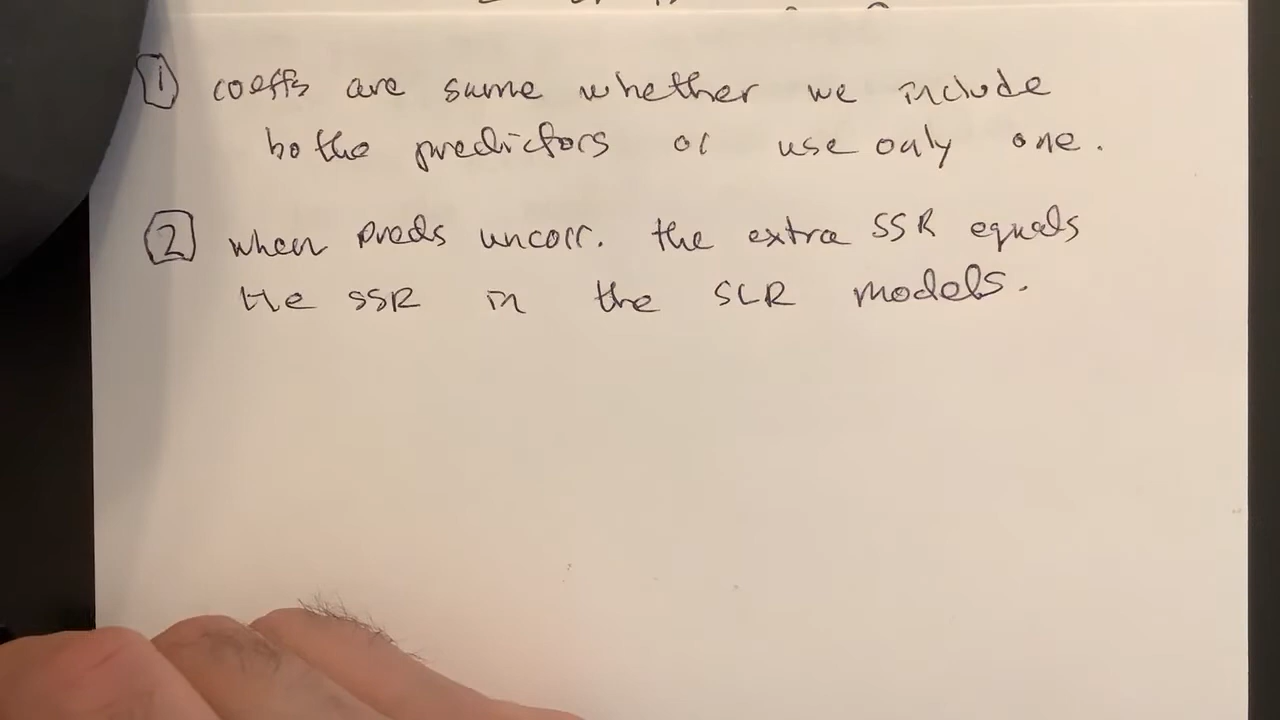 1 coeffs are same whether we include
bothe predictors or use only one.
2 when preds uncorr. the extra SSR equals
the SSR in the SLR models.